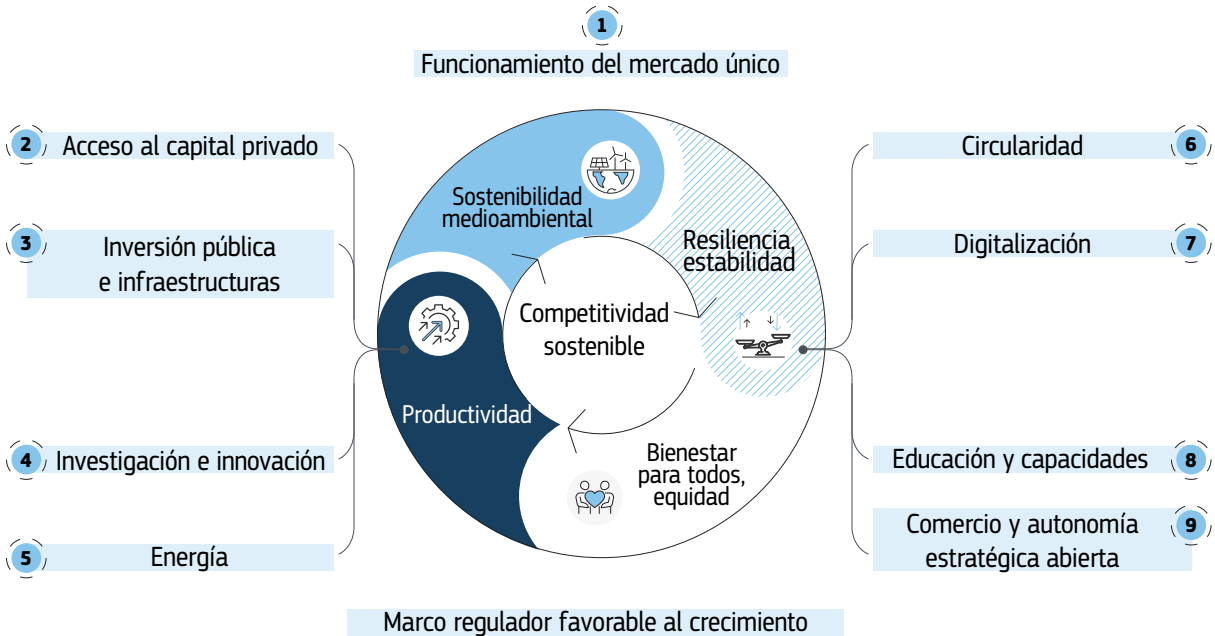 1
Funcionamiento del mercado único
2 Acceso al capital privado
3 Inversión pública
e infraestructuras
4 Investigación e innovación
5 Energía
Sostenibilidad
medioambiental
Resiliencia,
estabilidad
Competitividad
sostenible
Productividad
Bienestar
para todos,
equidad
Circularidad 6
Digitalización 7
Educación y capacidades 8
Comercio y autonomía 9
estratégica abierta
Marco regulador favorable al crecimiento